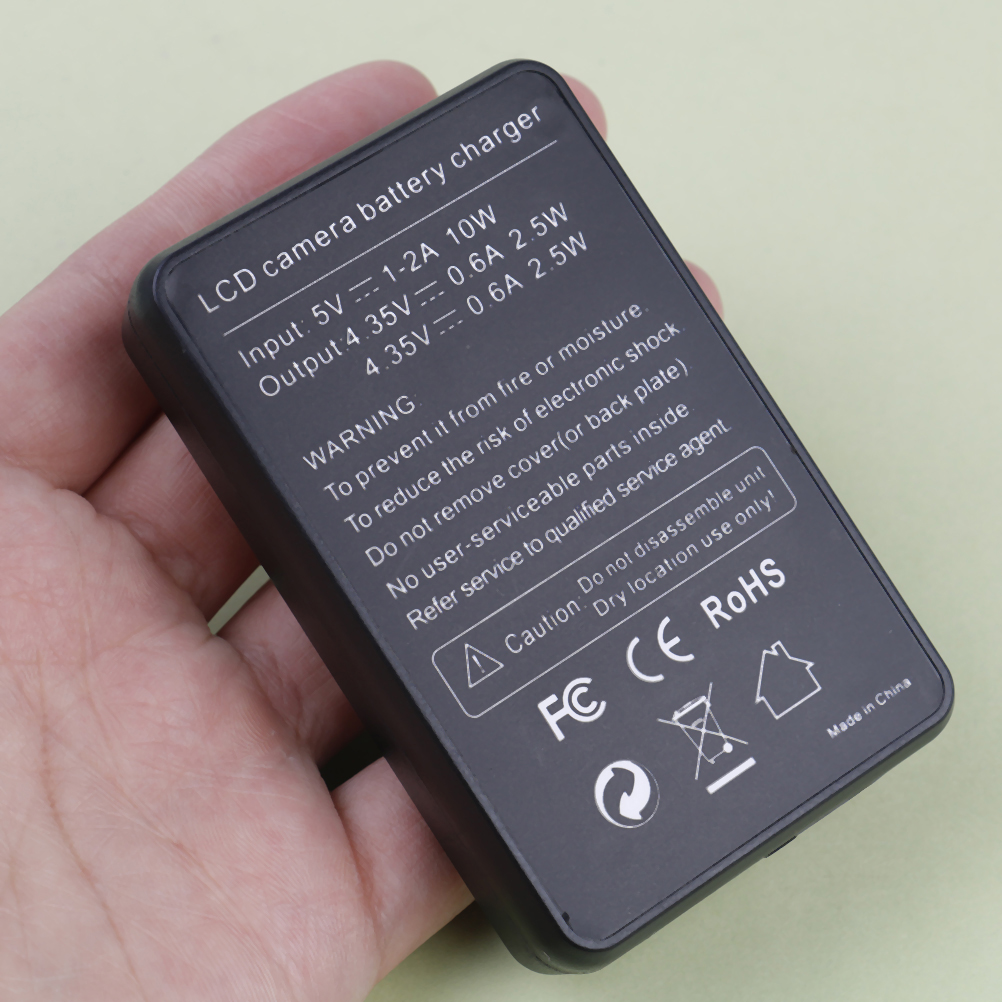 LCD camera battery charger
Input: 5V ⎓ 1-2A 10W
Output:4.35V ⎓ 0.6A 2.5W
4.35V ⎓ 0.6A 2.5W
WARNING:
To prevent it from fire or moisture.
To reduce the risk of electronic shock.
Do not remove cover(or back plate)
No user-serviceable parts inside.
Refer service to qualified service agent.
Caution: Do not disassemble unit
Dry location use only!
FC CE RoHS
Made in China